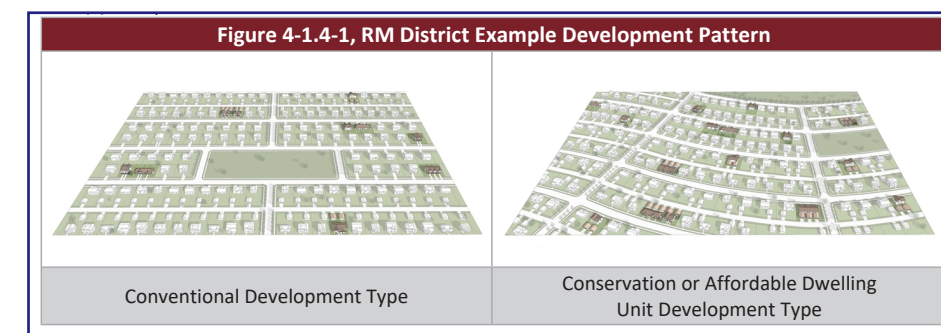 Figure 4-1.4-1, RM District Example Development Pattern
Conventional Development Type
Conservation or Affordable Dwelling
Unit Development Type